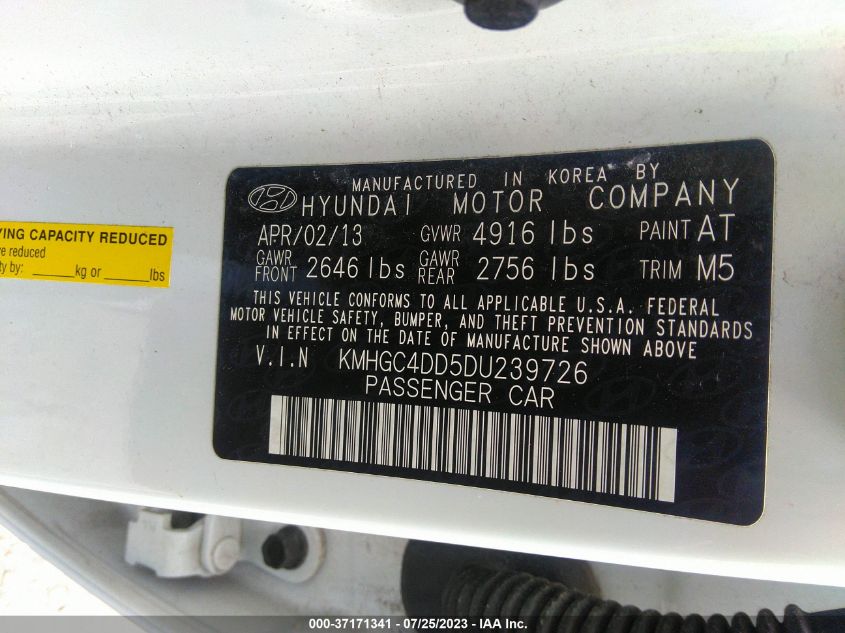 MANUFACTURED IN KOREA BY
HYUNDAI MOTOR COMPANY
APR/02/13 GVWR 4916 lbs PAINT AT
GAWR FRONT 2646 lbs GAWR REAR 2756 lbs TRIM M5
THIS VEHICLE CONFORMS TO ALL APPLICABLE U.S.A. FEDERAL
MOTOR VEHICLE SAFETY, BUMPER, AND THEFT PREVENTION STANDARDS
IN EFFECT ON THE DATE OF MANUFACTURE SHOWN ABOVE
V.I.N KMHGC4DD5DU239726
PASSENGER CAR
YING CAPACITY REDUCED
ve reduced
ty by: ______kg or ______lbs
000-37171341 - 07/25/2023 - IAA Inc.